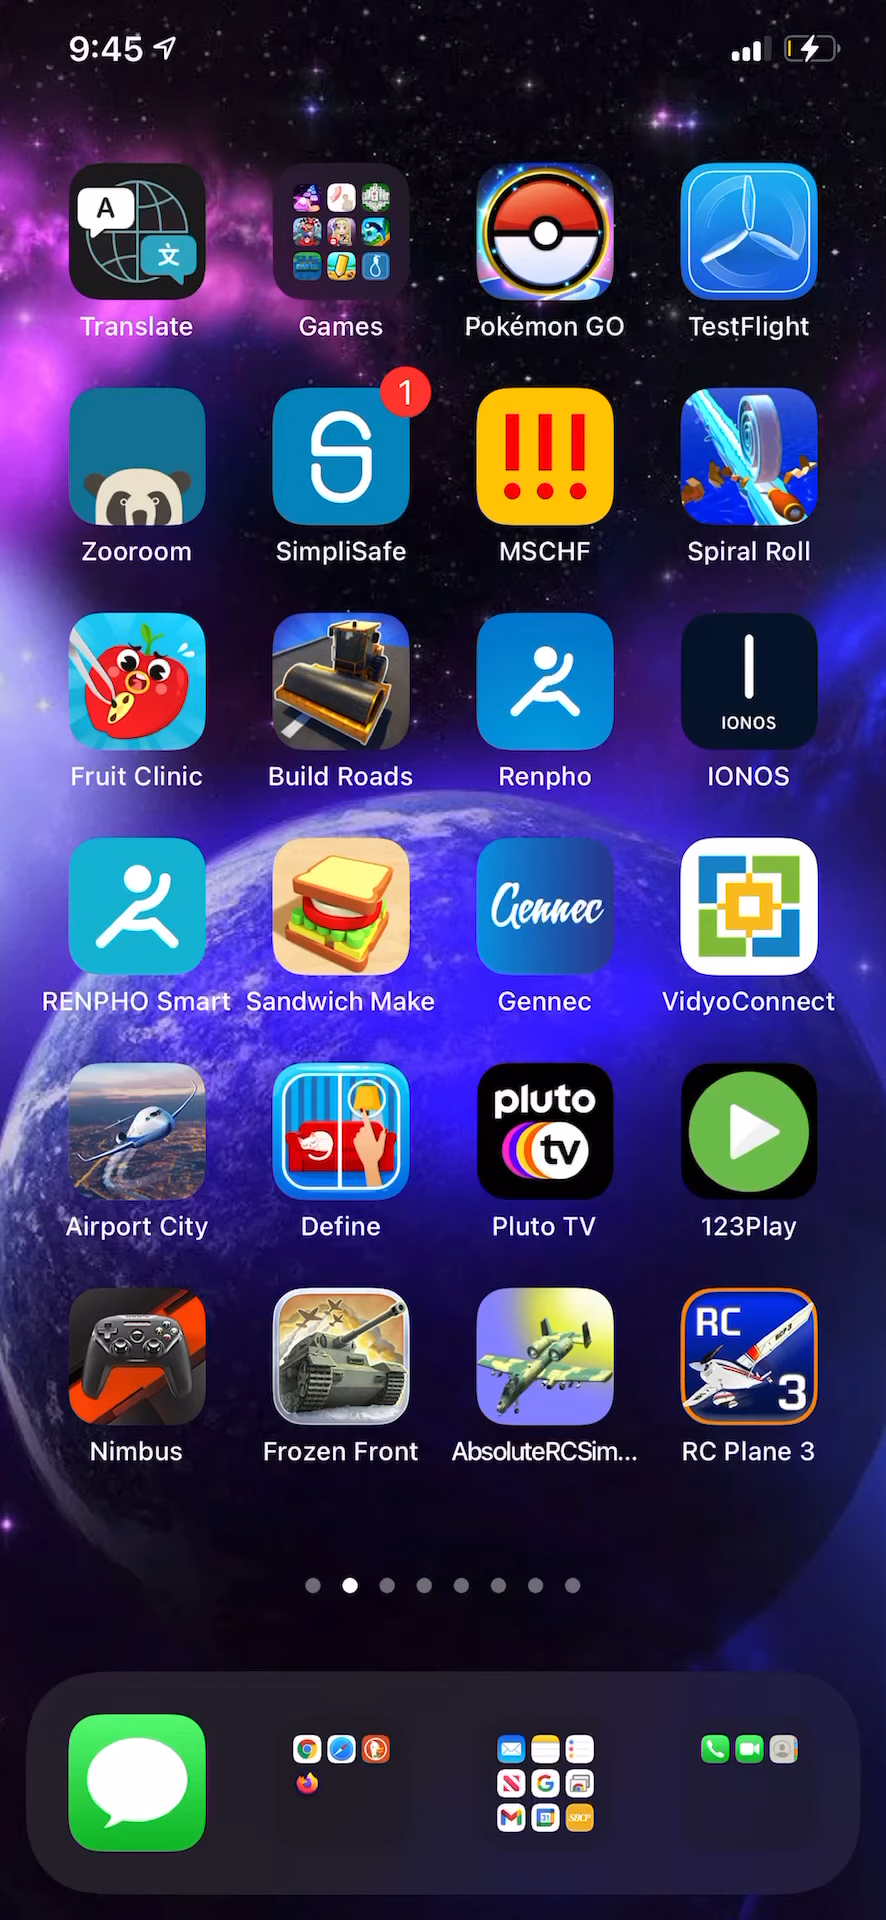 9:45
A
文
Translate
Games
Pokémon GO
TestFlight
1
Zooroom
SimpliSafe
!!!
MSCHF
Spiral Roll
Fruit Clinic
Build Roads
Renpho
IONOS
IONOS
RENPHO Smart
Sandwich Make
Gennec
Gennec
VidyoConnect
Airport City
Define
pluto
tv
Pluto TV
123Play
Nimbus
Frozen Front
AbsoluteRCSim...
RC
3
RC Plane 3
31
SBCP